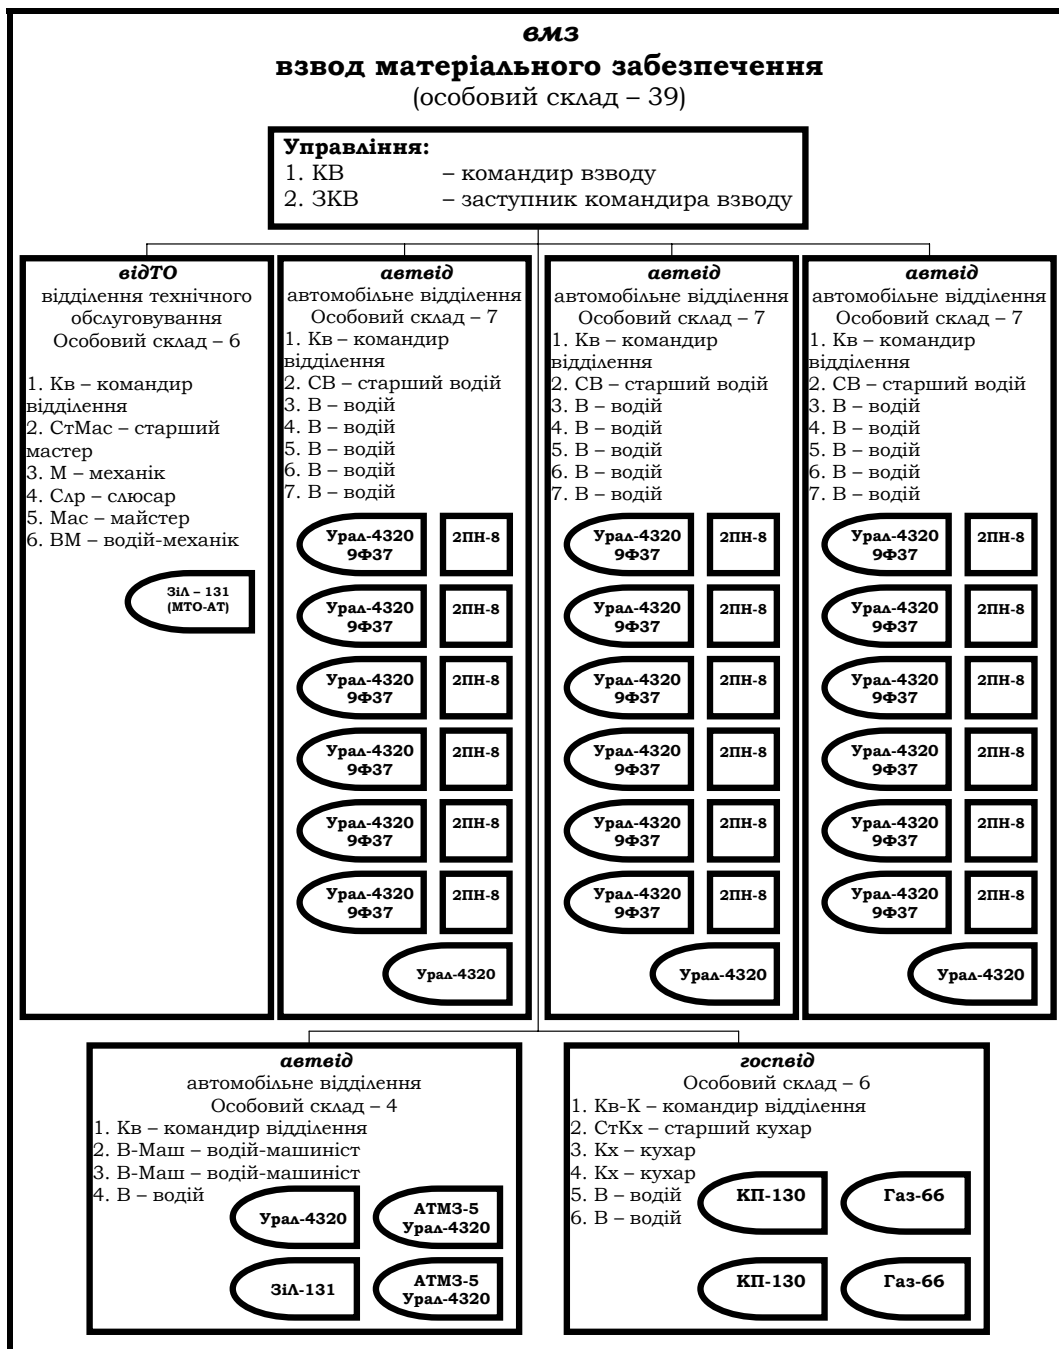 вмз
взвод матеріального забезпечення
(особовий склад – 39)
Управління:
1. КВ – командир взводу
2. ЗКВ – заступник командира взводу
відТО
відділення технічного
обслуговування
Особовий склад – 6
1. Кв – командир
відділення
2. СтМас – старший
мастер
3. М – механік
4. Слр – слюсар
5. Мас – майстер
6. ВМ – водій-механік
ЗіЛ – 131
(МТО-АТ)
автвід
автомобільне відділення
Особовий склад – 7
1. Кв – командир
відділення
2. СВ – старший водій
3. В – водій
4. В – водій
5. В – водій
6. В – водій
7. В – водій
Урал-4320
9Ф37
2ПН-8
Урал-4320
9Ф37
2ПН-8
Урал-4320
9Ф37
2ПН-8
Урал-4320
9Ф37
2ПН-8
Урал-4320
9Ф37
2ПН-8
Урал-4320
9Ф37
2ПН-8
Урал-4320
автвід
автомобільне відділення
Особовий склад – 7
1. Кв – командир
відділення
2. СВ – старший водій
3. В – водій
4. В – водій
5. В – водій
6. В – водій
7. В – водій
Урал-4320
9Ф37
2ПН-8
Урал-4320
9Ф37
2ПН-8
Урал-4320
9Ф37
2ПН-8
Урал-4320
9Ф37
2ПН-8
Урал-4320
9Ф37
2ПН-8
Урал-4320
9Ф37
2ПН-8
Урал-4320
автвід
автомобільне відділення
Особовий склад – 7
1. Кв – командир
відділення
2. СВ – старший водій
3. В – водій
4. В – водій
5. В – водій
6. В – водій
7. В – водій
Урал-4320
9Ф37
2ПН-8
Урал-4320
9Ф37
2ПН-8
Урал-4320
9Ф37
2ПН-8
Урал-4320
9Ф37
2ПН-8
Урал-4320
9Ф37
2ПН-8
Урал-4320
9Ф37
2ПН-8
Урал-4320
автвід
автомобільне відділення
Особовий склад – 4
1. Кв – командир відділення
2. В-Маш – водій-машиніст
3. В-Маш – водій-машиніст
4. В – водій
Урал-4320
АТМЗ-5
Урал-4320
ЗіЛ-131
АТМЗ-5
Урал-4320
госпвід
Особовий склад – 6
1. Кв-К – командир відділення
2. СтКх – старший кухар
3. Кх – кухар
4. Кх – кухар
5. В – водій
6. В – водій
КП-130
Газ-66
КП-130
Газ-66